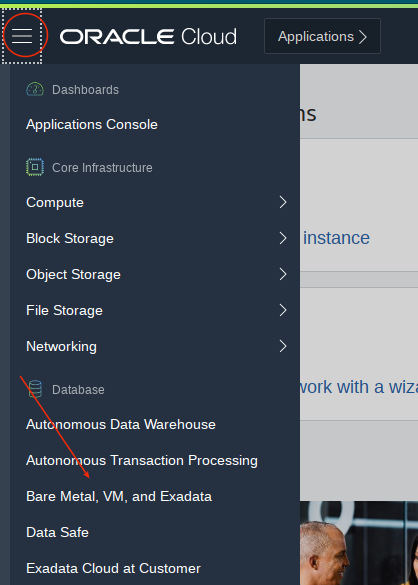 ORACLE Cloud
Applications
Dashboards
Applications Console
Core Infrastructure
Compute
Block Storage
instance
Object Storage
File Storage
Networking
Database
work with a wiza
Autonomous Data Warehouse
Autonomous Transaction Processing
Bare Metal, VM, and Exadata
Data Safe
Exadata Cloud at Customer